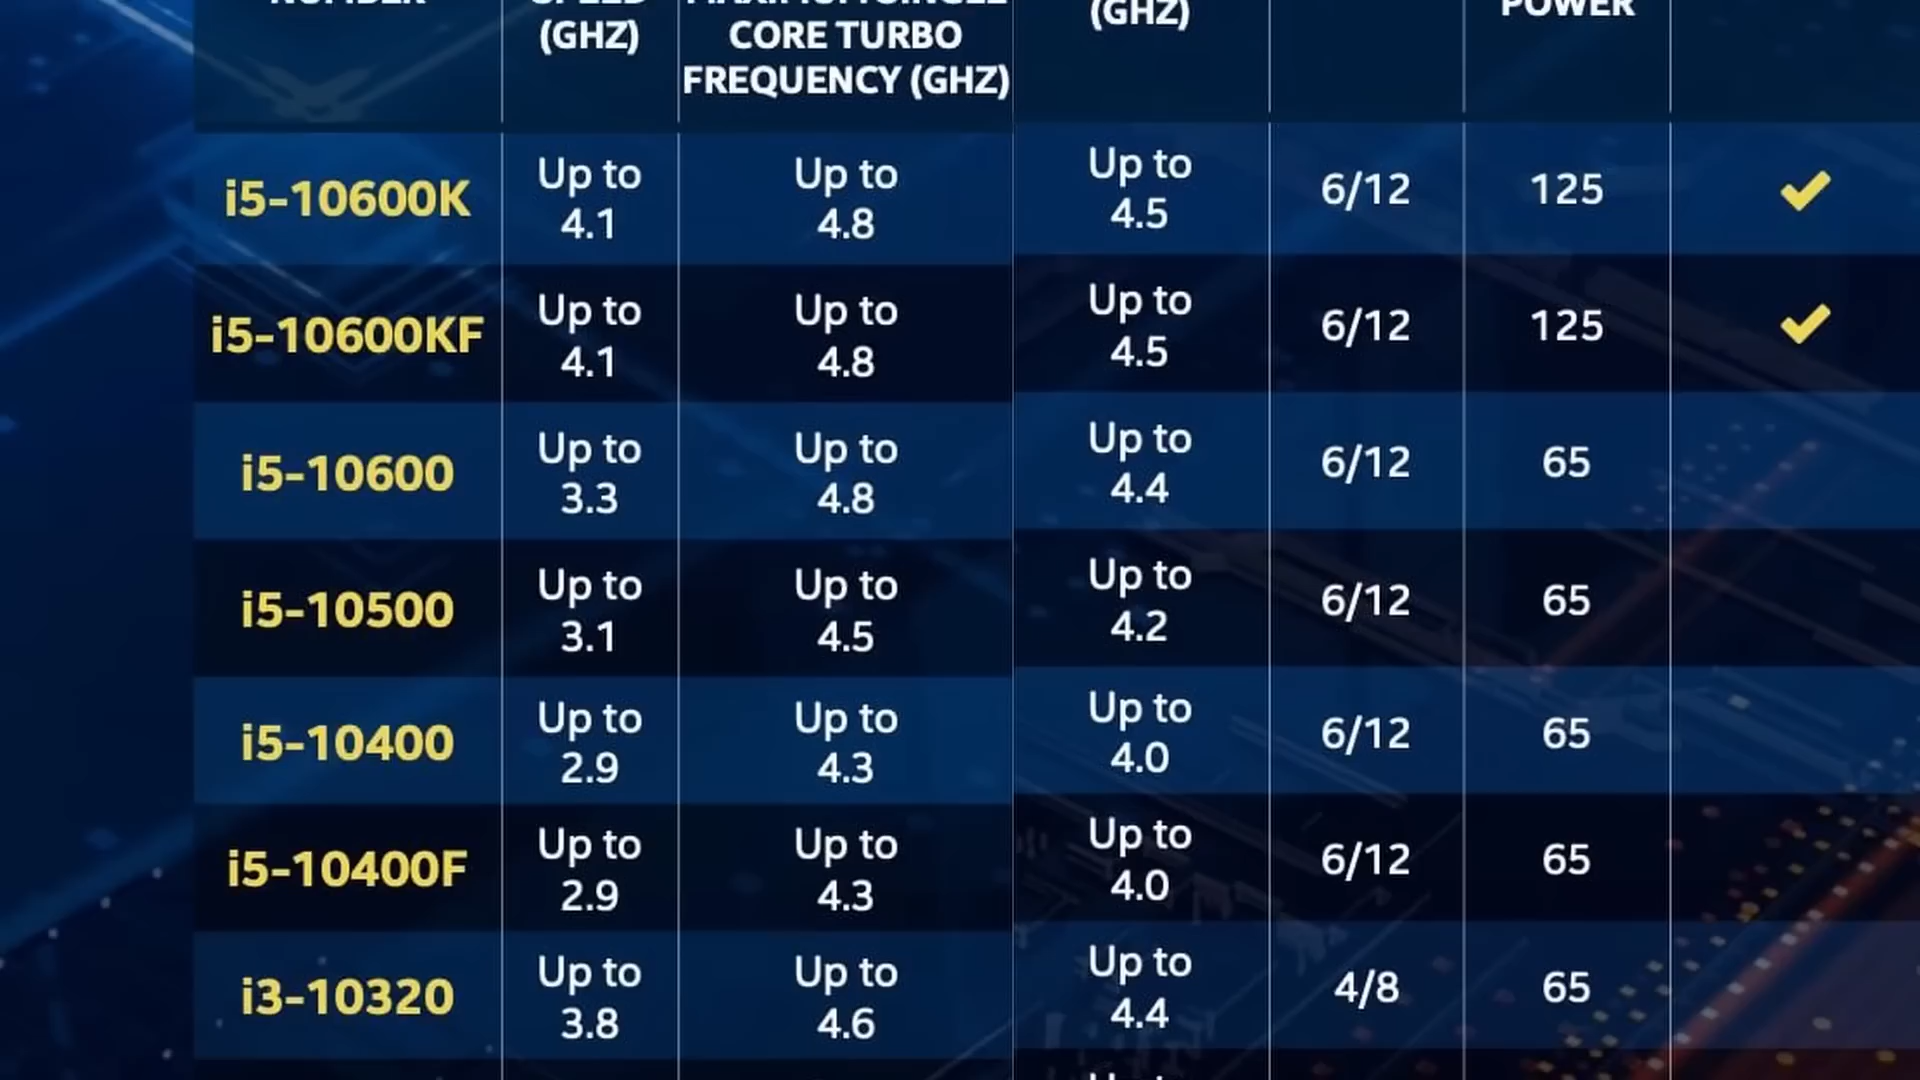 NUMBER
SPEED
(GHZ)
MAXIMUM SINGLE
CORE TURBO
FREQUENCY (GHZ)
(GHZ)
POWER
i5-10600K
Up to
4.1
Up to
4.8
Up to
4.5
6/12
125
i5-10600KF
Up to
4.1
Up to
4.8
Up to
4.5
6/12
125
i5-10600
Up to
3.3
Up to
4.8
Up to
4.4
6/12
65
i5-10500
Up to
3.1
Up to
4.5
Up to
4.2
6/12
65
i5-10400
Up to
2.9
Up to
4.3
Up to
4.0
6/12
65
i5-10400F
Up to
2.9
Up to
4.3
Up to
4.0
6/12
65
i3-10320
Up to
3.8
Up to
4.6
Up to
4.4
4/8
65
Up to